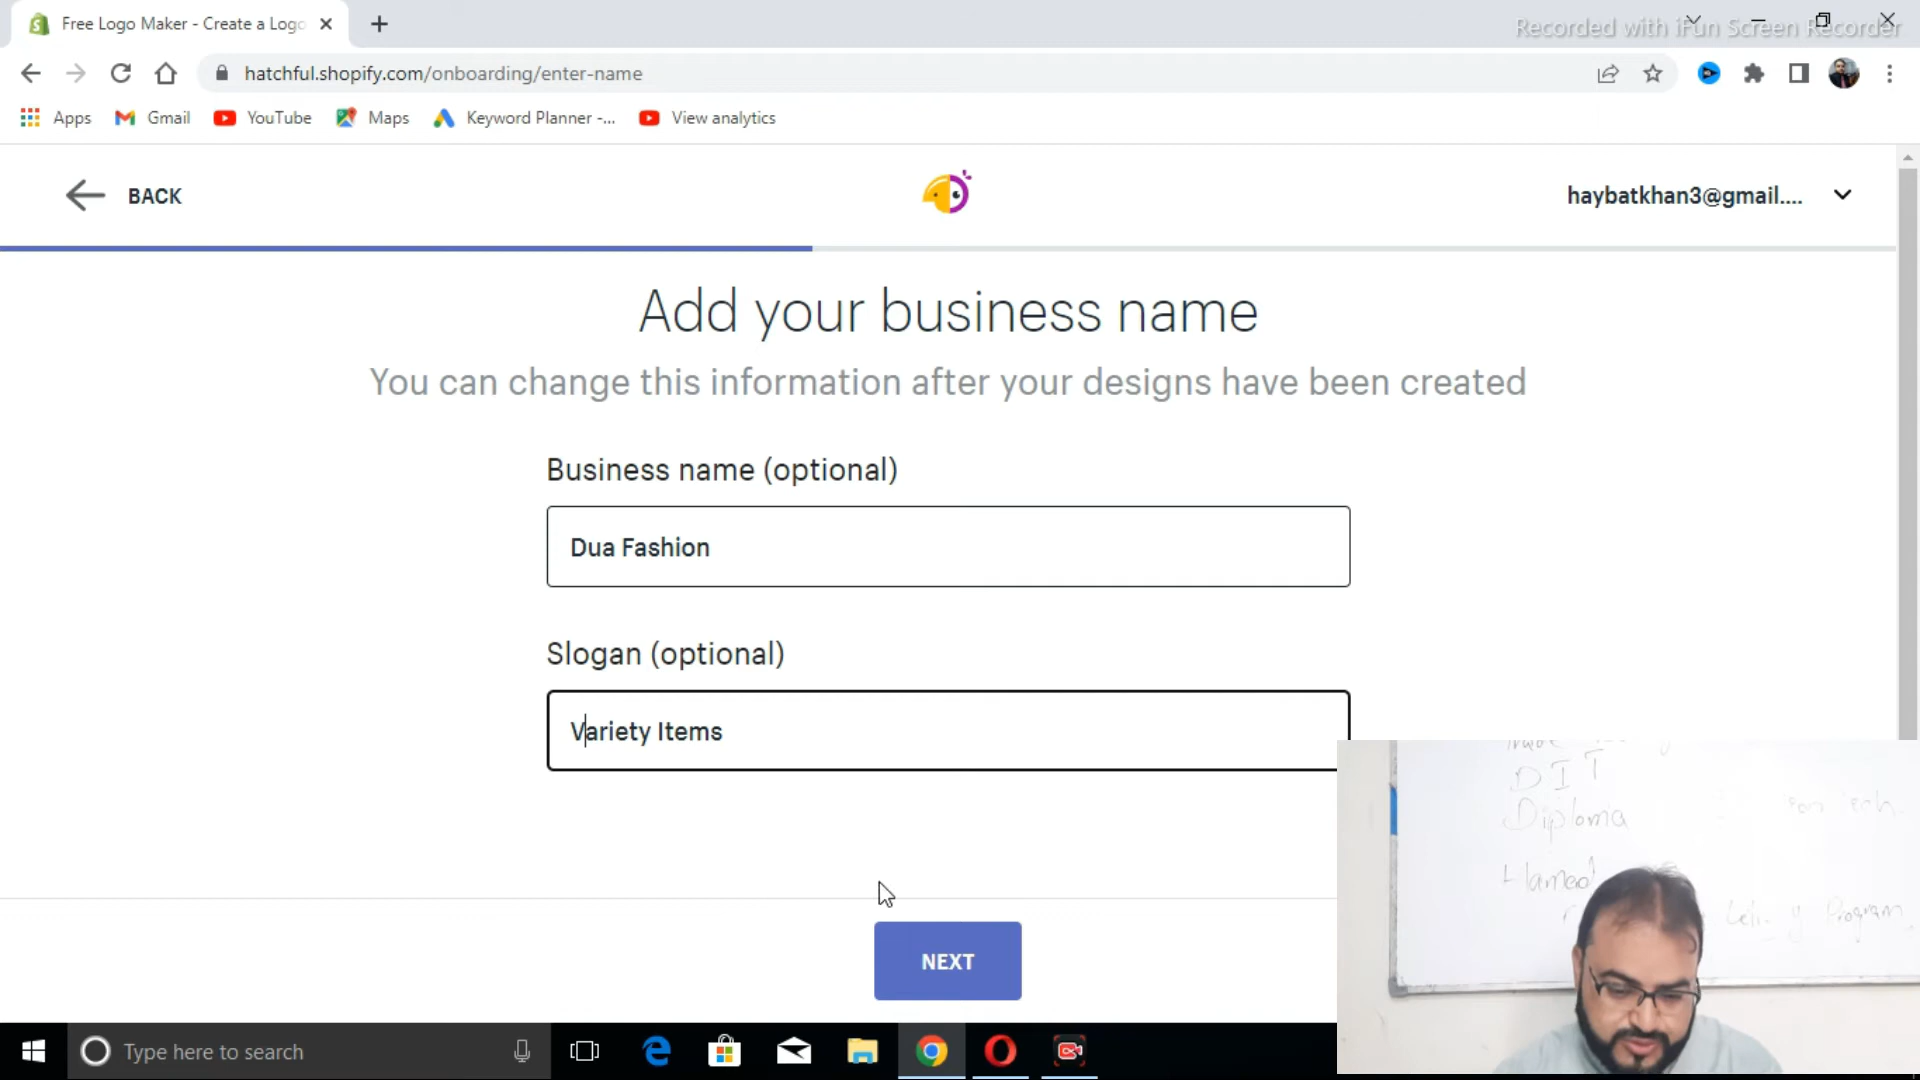 Free Logo Maker - Create a Logo
Recorded with iFun Screen Recorder
hatchful.shopify.com/onboarding/enter-name
Apps
Gmail
YouTube
Maps
Keyword Planner -...
View analytics
BACK
haybatkhan3@gmail....
Add your business name
You can change this information after your designs have been created
Business name (optional)
Dua Fashion
Slogan (optional)
Variety Items
NEXT
DIT
Diploma
Program
Type here to search